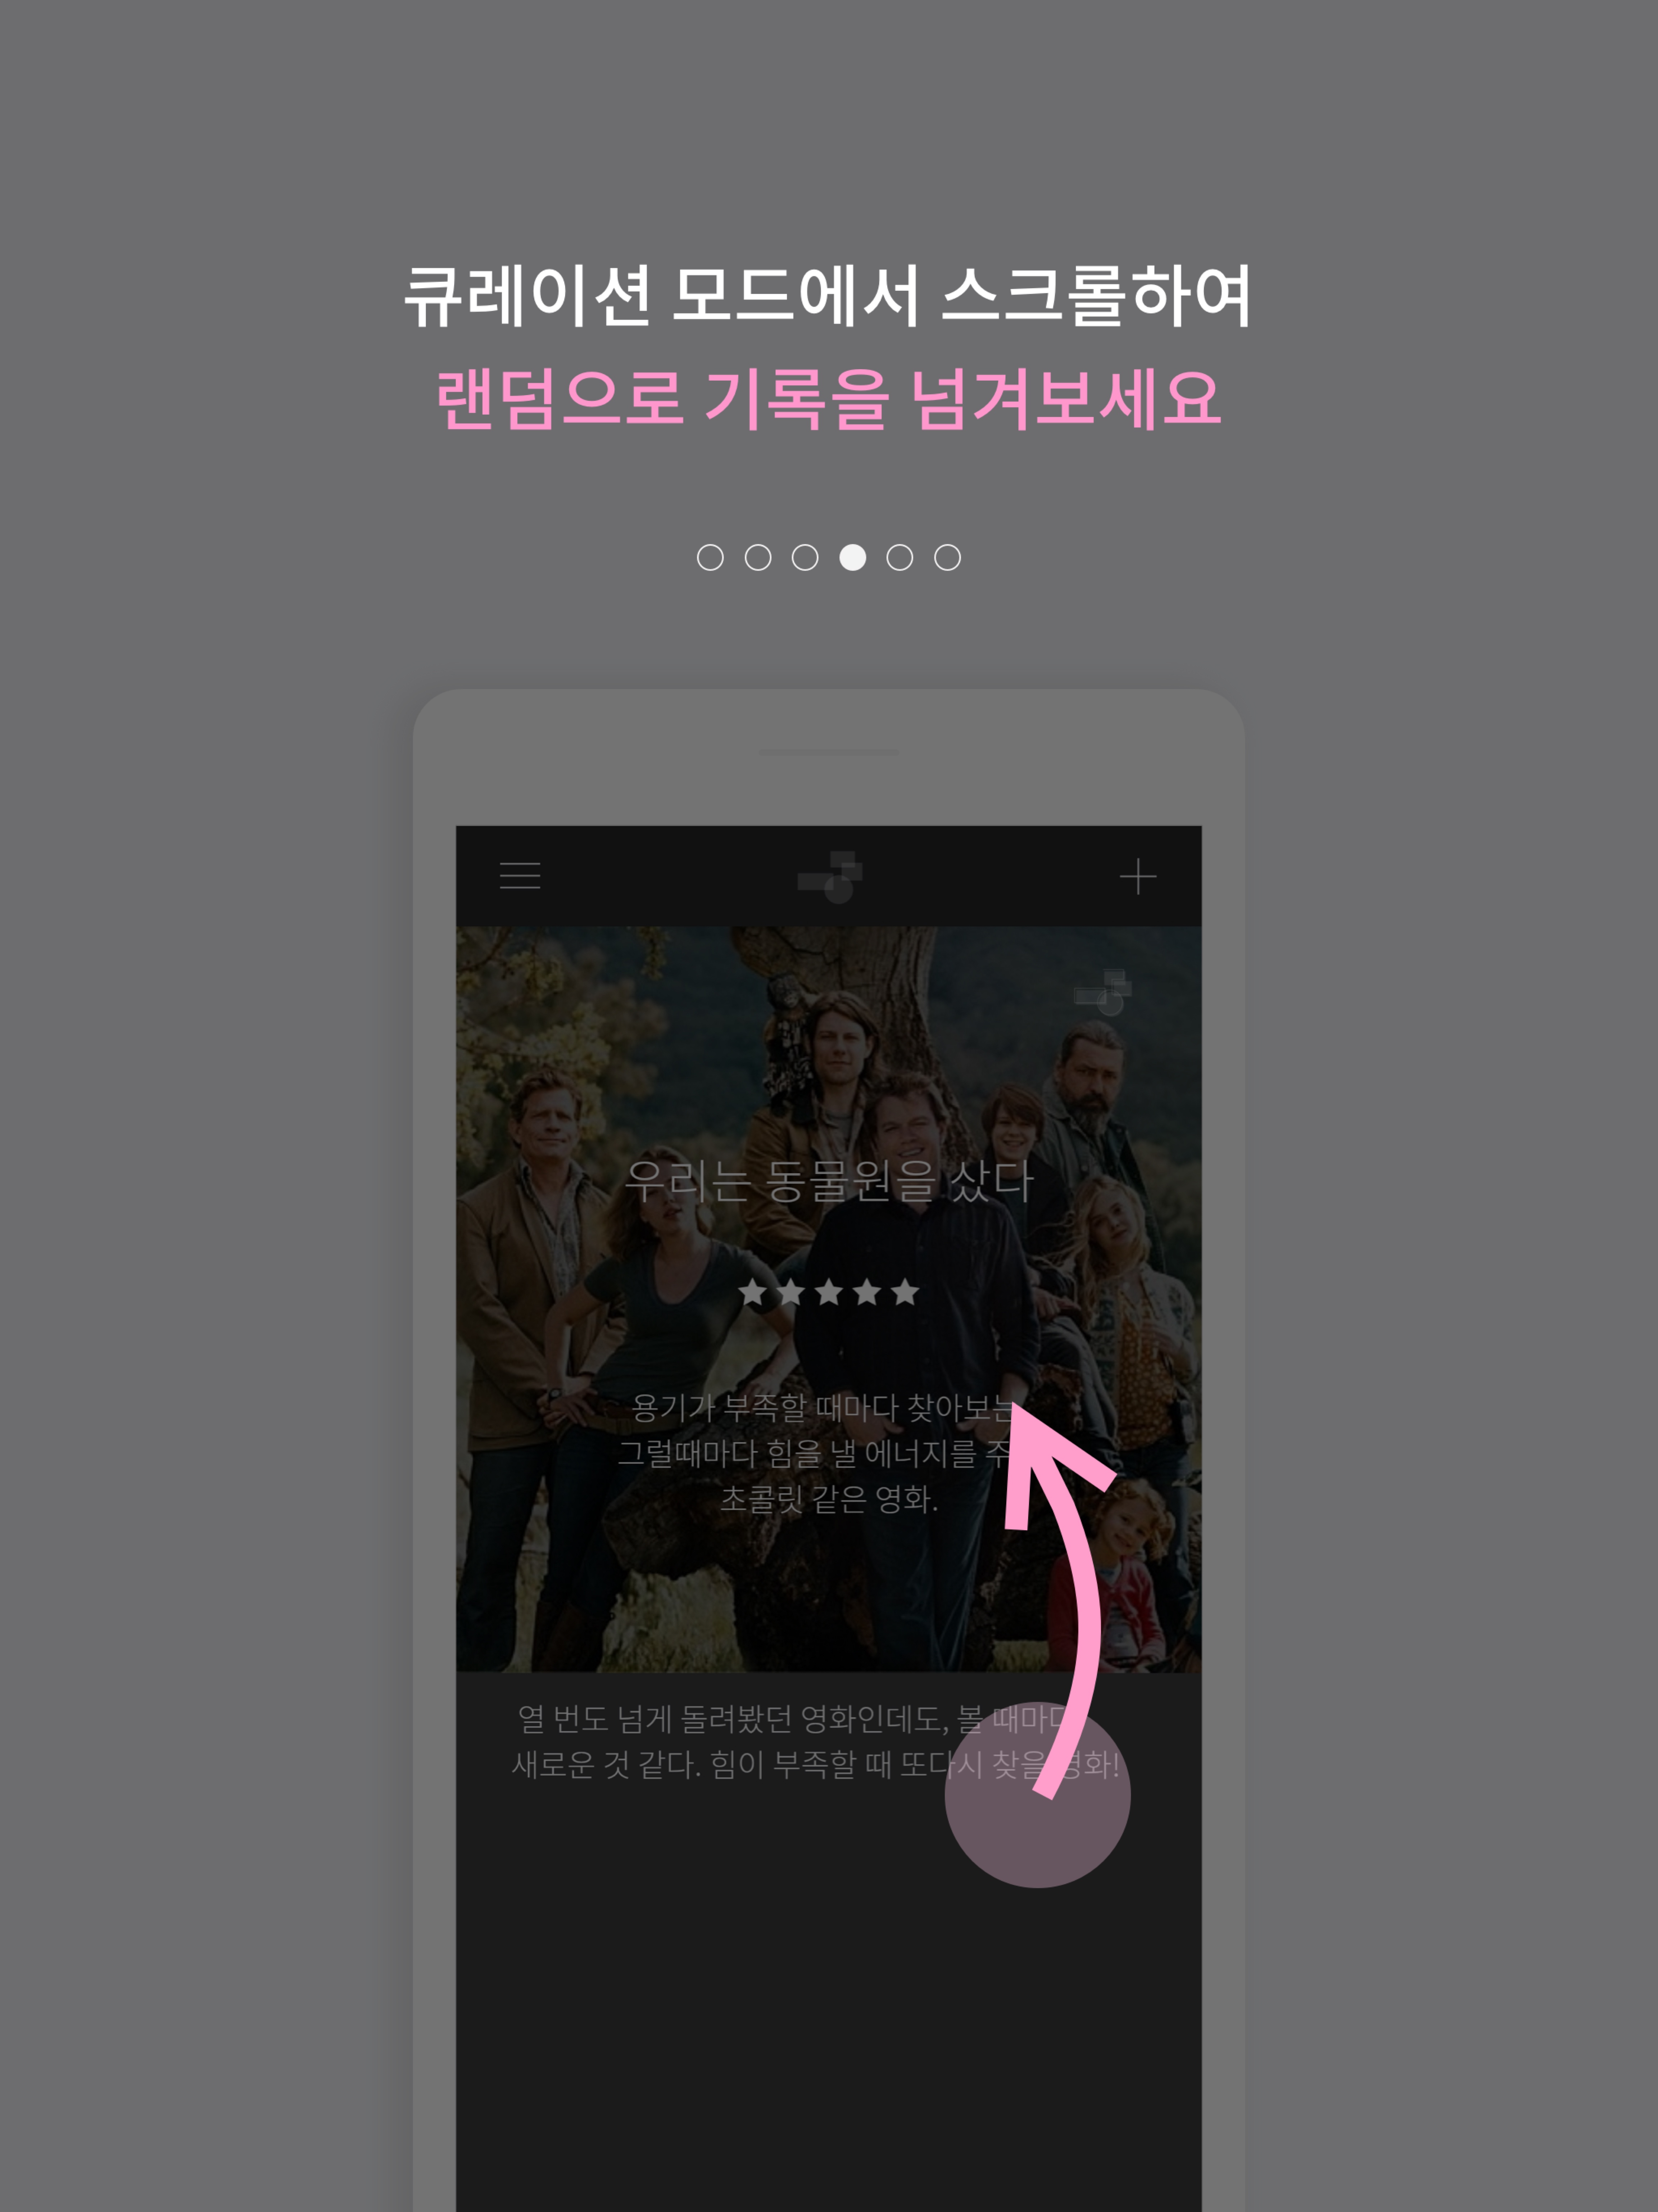 큐레이션 모드에서 스크롤하여
랜덤으로 기록을 넘겨보세요
우리는 동물원을 샀다
용기가 부족할 때마다 찾아보는
그럴때마다 힘을 낼 에너지를 주
초콜릿 같은 영화.
열 번도 넘게 돌려봤던 영화인데도, 볼 때마다
새로운 것 같다. 힘이 부족할 때 또다시 찾을 영화!